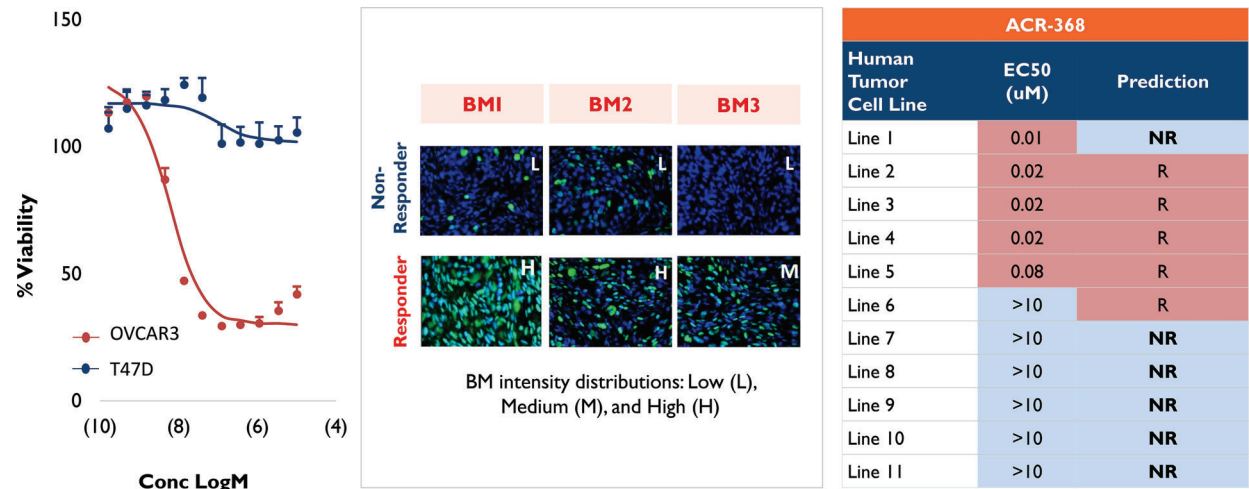 150
100
50
0
% Viability
OVCAR3
T47D
(10) (8) (6) (4)
Conc LogM
BM1 BM2 BM3
Non-
Responder
L L L
Responder
H H M
BM intensity distributions: Low (L),
Medium (M), and High (H)
ACR-368
Human
Tumor
Cell Line
EC50
(uM)
Prediction
Line 1 0.01 NR
Line 2 0.02 R
Line 3 0.02 R
Line 4 0.02 R
Line 5 0.08 R
Line 6 >10 R
Line 7 >10 NR
Line 8 >10 NR
Line 9 >10 NR
Line 10 >10 NR
Line 11 >10 NR